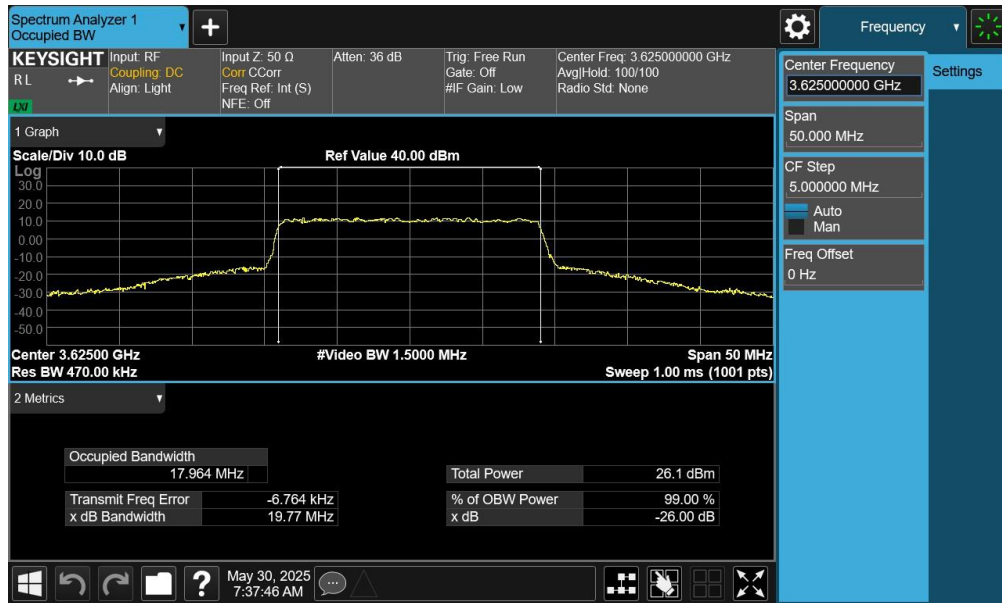 Spectrum Analyzer 1
Occupied BW
Frequency
KEYSIGHT
R L
LXI
Input: RF
Coupling: DC
Align: Light
Input Z: 50 Ω
Corr CCorr
Freq Ref: Int (S)
NFE: Off
Atten: 36 dB
Trig: Free Run
Gate: Off
#IF Gain: Low
Center Freq: 3.625000000 GHz
Avg|Hold: 100/100
Radio Std: None
Center Frequency
3.625000000 GHz
Settings
Span
50.000 MHz
CF Step
5.000000 MHz
Auto
Man
Freq Offset
0 Hz
1 Graph
Scale/Div 10.0 dB
Ref Value 40.00 dBm
Log
30.0
20.0
10.0
0.00
-10.0
-20.0
-30.0
-40.0
-50.0
Center 3.62500 GHz
#Video BW 1.5000 MHz
Span 50 MHz
Res BW 470.00 kHz
Sweep 1.00 ms (1001 pts)
2 Metrics
Occupied Bandwidth
17.964 MHz
Total Power 26.1 dBm
Transmit Freq Error -6.764 kHz
% of OBW Power 99.00 %
x dB Bandwidth 19.77 MHz
x dB -26.00 dB
?
May 30, 2025
7:37:46 AM